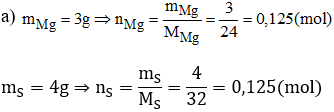 a) m_Mg = 3g ⇒ n_Mg = m_Mg/M_Mg = 3/24 = 0,125(mol)
m_S = 4g ⇒ n_S = m_S/M_S = 4/32 = 0,125(mol)